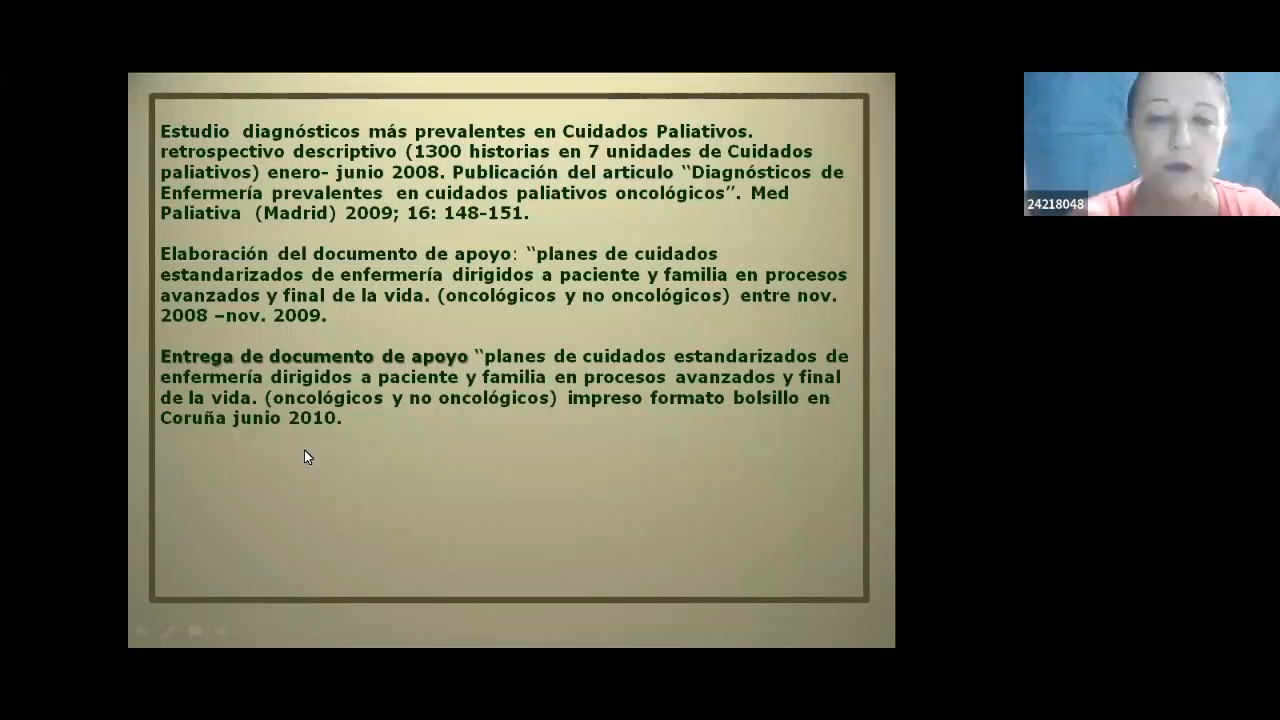 Estudio diagnósticos más prevalentes en Cuidados Paliativos.
retrospectivo descriptivo (1300 historias en 7 unidades de Cuidados
paliativos) enero- junio 2008. Publicación del articulo “Diagnósticos de
Enfermería prevalentes en cuidados paliativos oncológicos”. Med
Paliativa (Madrid) 2009; 16: 148-151.
Elaboración del documento de apoyo: “planes de cuidados
estandarizados de enfermería dirigidos a paciente y familia en procesos
avanzados y final de la vida. (oncológicos y no oncológicos) entre nov.
2008 –nov. 2009.
Entrega de documento de apoyo “planes de cuidados estandarizados de
enfermería dirigidos a paciente y familia en procesos avanzados y final
de la vida. (oncológicos y no oncológicos) impreso formato bolsillo en
Coruña junio 2010.
24218048